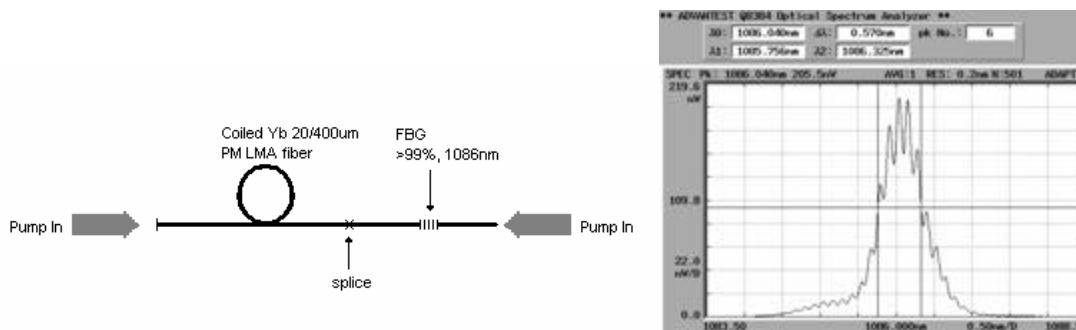 Coiled Yb 20/400um
PM LMA fiber
FBG
>99%, 1086nm
Pump In
Pump In
splice
** ADVANTEST Q8384 Optical Spectrum Analyzer **
λ0: 1086.040nm Δλ: 0.570nm pk No.: 6
λ1: 1085.756nm λ2: 1086.325nm
SPEC Pk: 1086.040nm 205.5nW AVG:1 RES: 0.2nm N:501 ADAPT
219.6
nW
109.8
22.0
nW/D
0.0
1083.50
1086.000nm
0.50nm/D